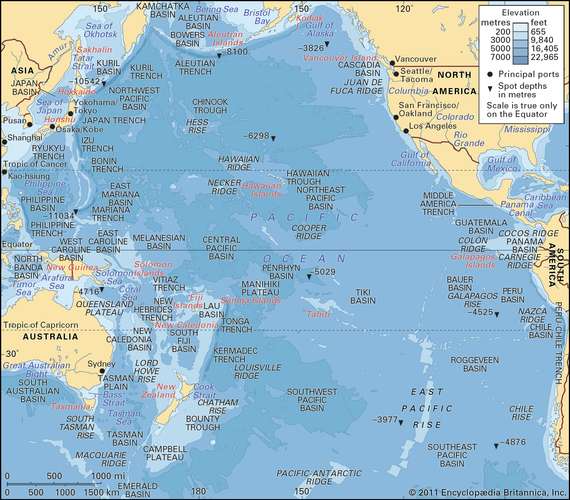 150°
180°
150°
120°
KAMCHATKA
BASIN
Bering Sea
Bristol
Bay
Kodiak
Gulf
of Alaska
Sea of
Okhotsk
ALEUTIAN
BASIN
BOWERS
BASIN
Aleutian
Islands
8100
3826
Amur
Sakhalin
Tatar
Strait
KURIL
BASIN
KURIL
TRENCH
ALEUTIAN
TRENCH
Vancouver Island
CASCADIA
BASIN
JUAN DE
FUCA RIDGE
Vancouver
Seattle/
Tacoma
Columbia
NORTH
AMERICA
ASIA
JAPAN
BASIN
10542
Hokkaido
Sea of
Japan
Honshu
Yokohama
Tokyo
JAPAN TRENCH
Osaka/Kobe
Pusan
Shanghai
NORTHWEST
PACIFIC
BASIN
CHINOOK
TROUGH
HESS
RISE
6298
San Francisco/
Oakland
Los Angeles
Colorado
Rio
Grande
Mississippi
Gulf of
California
Gulf of
Mexico
RYUKYU
TRENCH
IZU
TRENCH
BONIN
TRENCH
Tropic of Cancer
Kao-hsiung
Philippine
Sea
PHILIPPINE
BASIN
11034
PHILIPPINE
TRENCH
EAST
MARIANA
BASIN
MARIANA
TRENCH
HAWAIIAN
RIDGE
NECKER
RIDGE
Hawaiian
Islands
HAWAIIAN
TROUGH
NORTHEAST
PACIFIC
BASIN
PACIFIC
OCEAN
COOPER
RIDGE
MIDDLE
AMERICA
TRENCH
Caribbean
Sea
Panama
Canal
GUATEMALA
BASIN
COCOS RIDGE
PANAMA
BASIN
CARNEGIE
RIDGE
COLON
RIDGE
Galapagos
Islands
SOUTH
AMERICA
Equator
WEST
CAROLINE
BASIN
EAST
CAROLINE
BASIN
MELANESIAN
BASIN
CENTRAL
PACIFIC
BASIN
PENRHYN
BASIN
5029
MANIHIKI
PLATEAU
NORTH
BANDA
BASIN
New Guinea
Arafura
Sea
Solomon
Islands
Solomon
Islands
Coral
Sea
4716
QUEENSLAND
PLATEAU
VITIAZ
TRENCH
NEW
HEBRIDES
TRENCH
Fiji
Islands
LAU
BASIN
Samoa Islands
TONGA
TRENCH
TIKI
BASIN
Tahiti
BAUER
BASIN
GALAPAGOS
RISE
4525
PERU
BASIN
NAZCA
RIDGE
CHILE
BASIN
PERU-CHILE TRENCH
Tropic of Capricorn
AUSTRALIA
30°
Great Australian
Bight
SOUTH
AUSTRALIAN
BASIN
Sydney
TASMAN
PLAIN
Bass
Strait
Tasmania
Tasman
Sea
SOUTH
TASMAN
RISE
TASMAN
BASIN
MACQUARIE
RIDGE
New Caledonia
NEW
CALEDONIA
BASIN
SOUTH
FIJI
BASIN
LORD
HOWE
RISE
New
Zealand
Cook
Strait
CHATHAM
RISE
BOUNTY
TROUGH
CAMPBELL
PLATEAU
EMERALD
BASIN
KERMADEC
TRENCH
LOUISVILLE
RIDGE
SOUTHWEST
PACIFIC
BASIN
PACIFIC-ANTARCTIC
RIDGE
ROGGEVEEN
BASIN
EAST
PACIFIC
RISE
3977
CHILE
RISE
4876
SOUTHEAST
PACIFIC
BASIN
Elevation
metres feet
200 655
3000 9,840
5000 16,405
7000 22,965
Principal ports
Spot depths
in metres
Scale is true only
on the Equator
0 500 1000 mi
0 1000 1500 km
180°
150°
120°
© 2011 Encyclopædia Britannica, Inc.